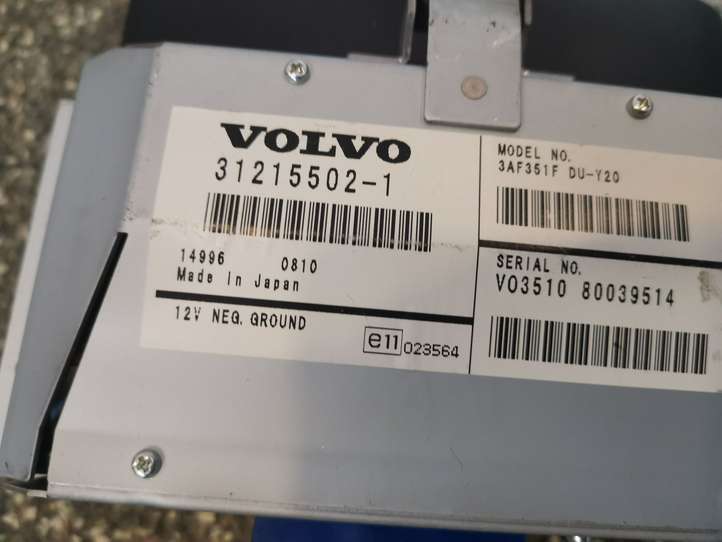 VOLVO
31215502-1
14996 0810
Made in Japan
12V NEG. GROUND
e11 023564
MODEL NO.
3AF351F DU-Y20
SERIAL NO.
VO3510 80039514